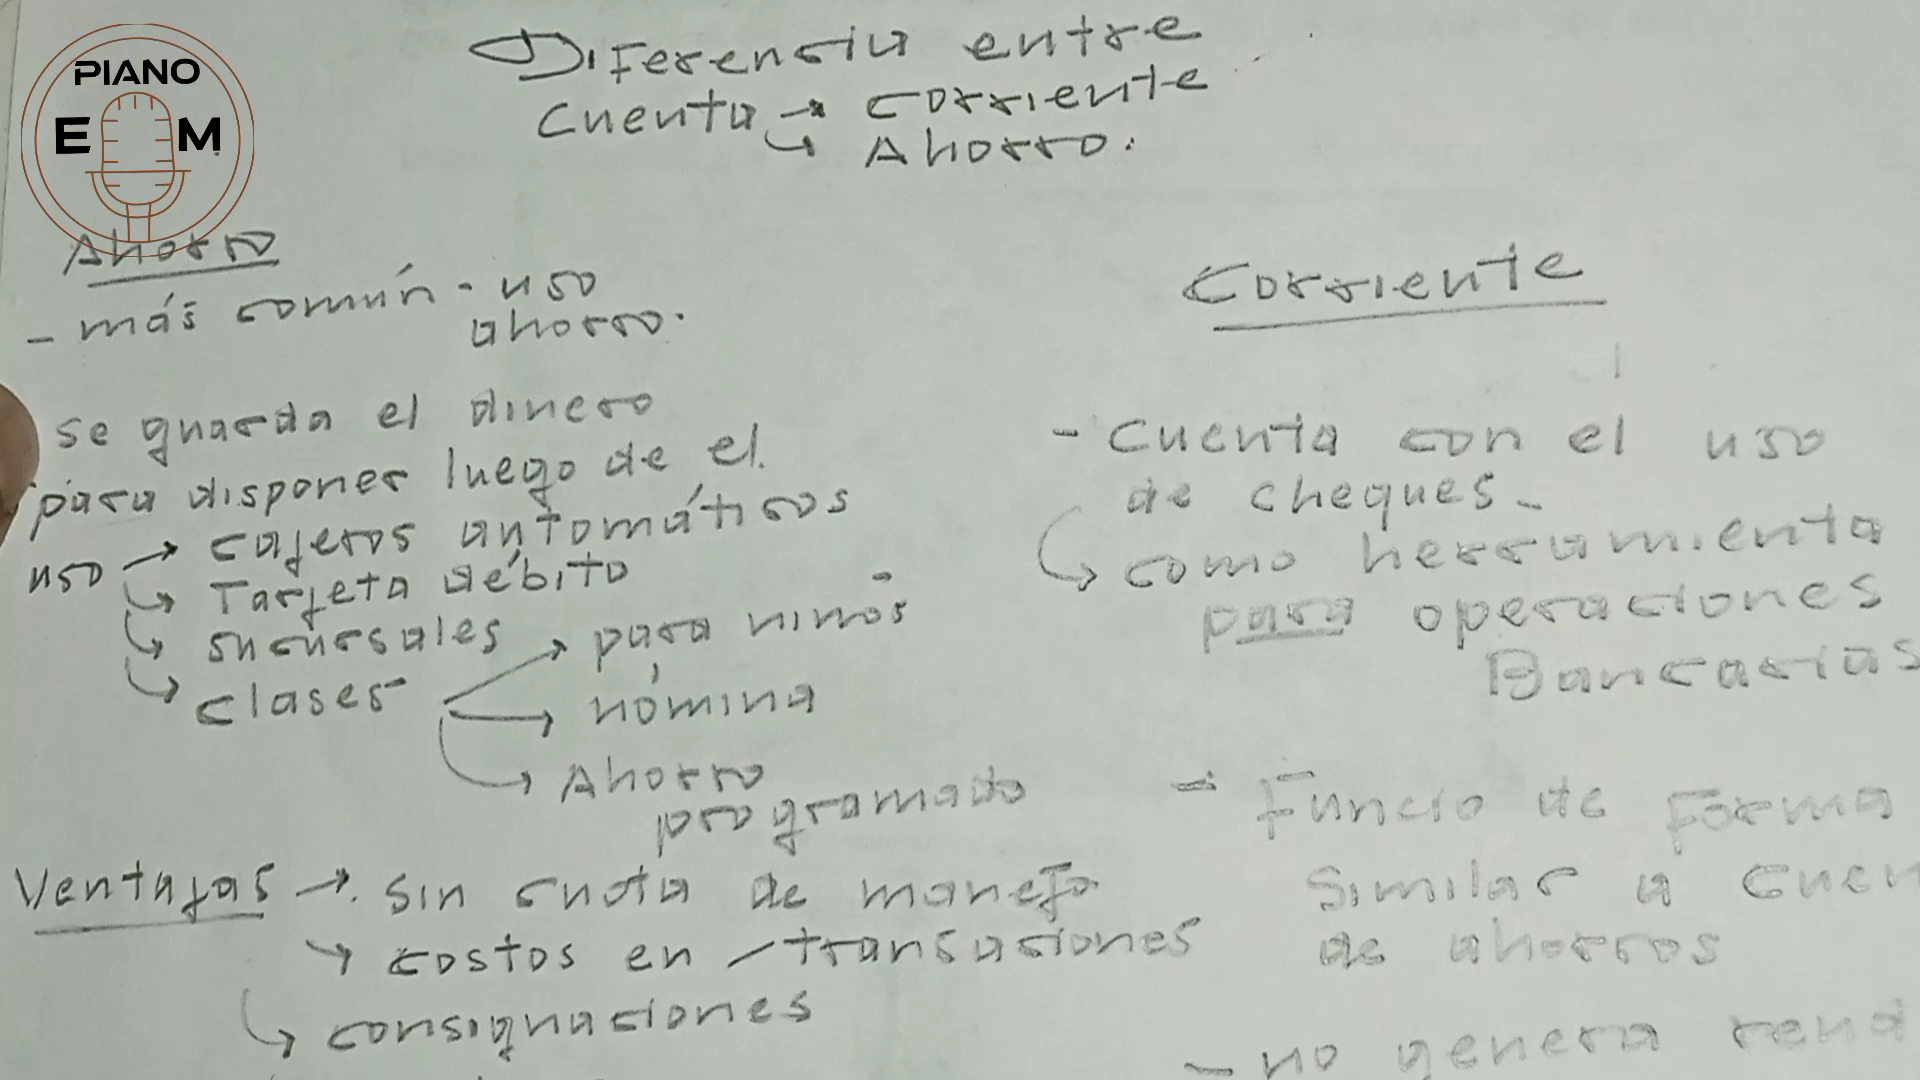 PIANO
E M
Diferensia entre
Cuenta → Corriente
↳ Ahorro.
Ahorro
- más común - uso
ahorro.
se guarda el dinero
para disponer luego de el.
uso → cajeros automáticos
↳ Tarjeta débito
↳ sucursales
↳ clases → para niños
→ nómina
→ Ahorro
programado
Ventajas → sin cuota de manejo
↳ costos en transaciones
↳ consignaciones
Corriente
- Cuenta con el uso
de cheques -
↳ como herramienta
para operaciones
Bancarias
- Funcio de forma
Similar a cuen
de ahorros
- no genera rend